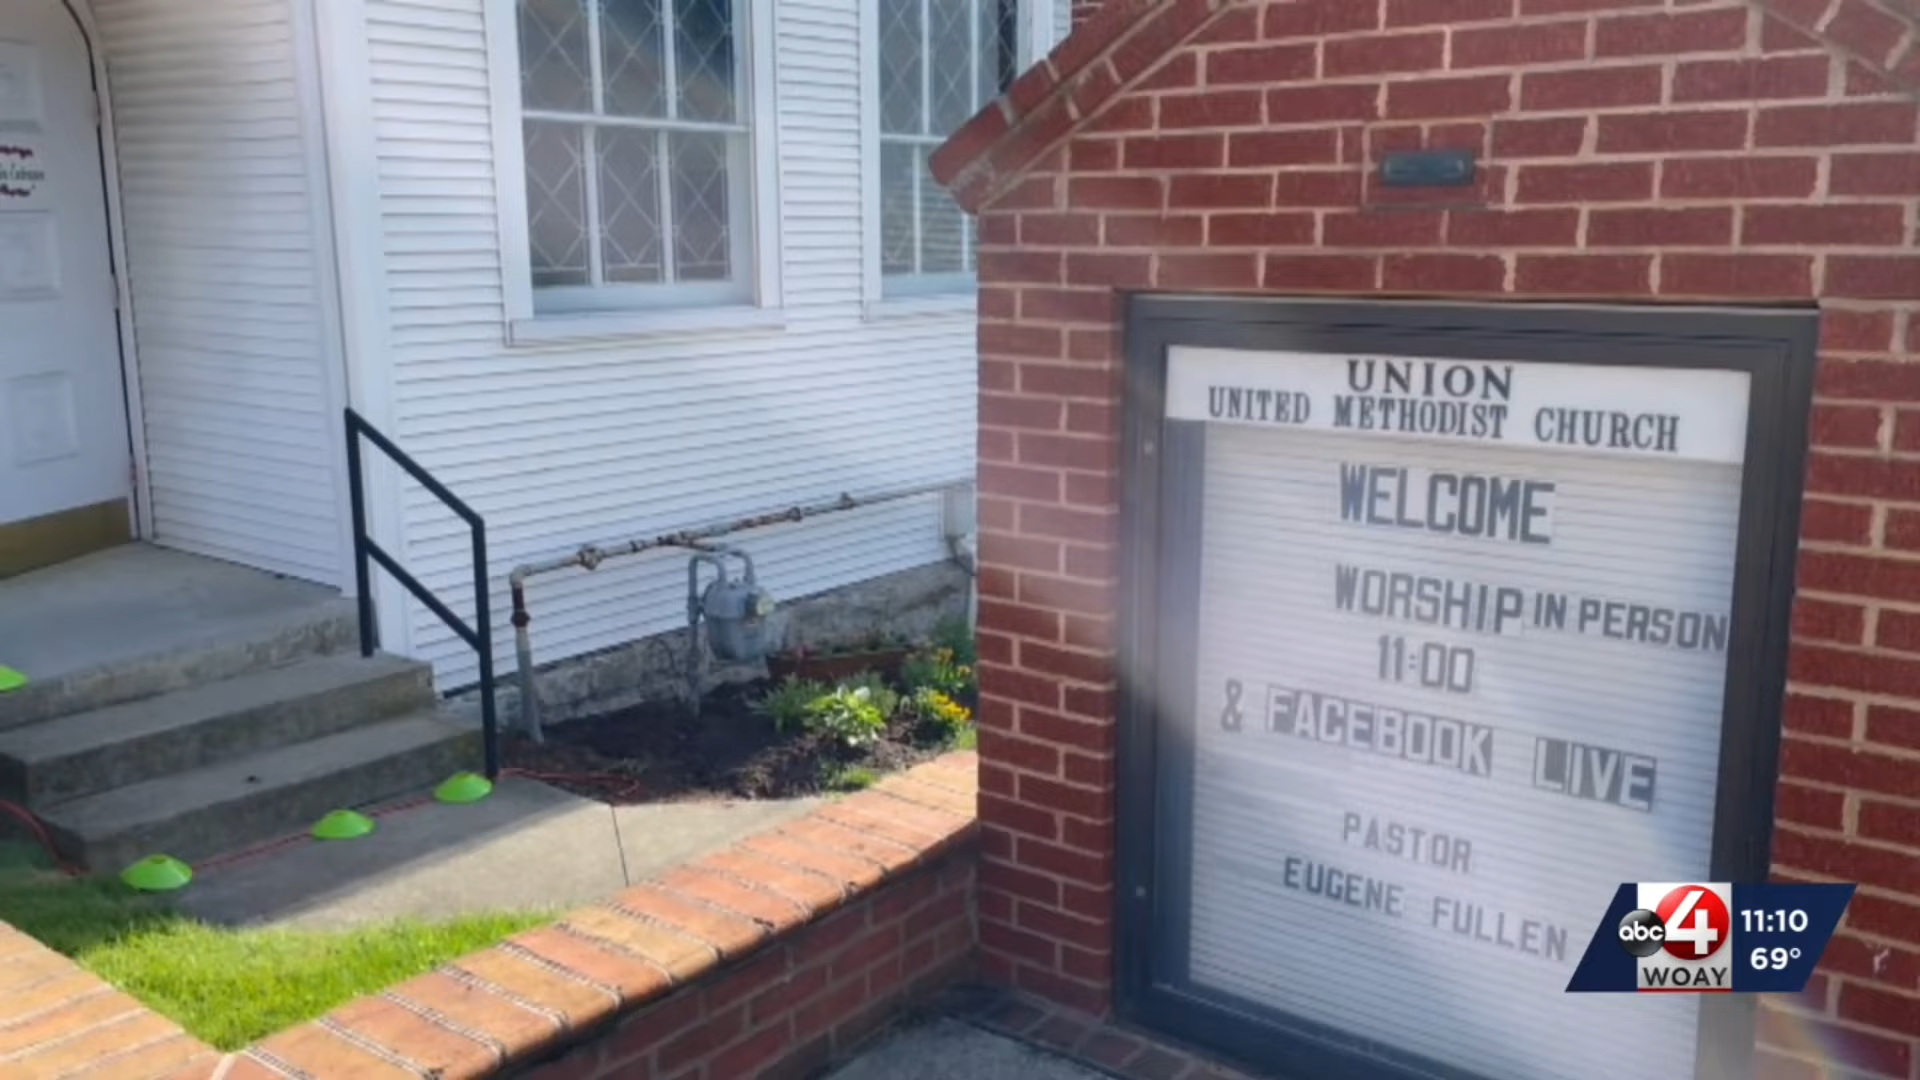 UNION
UNITED METHODIST CHURCH
WELCOME
WORSHIP IN PERSON
11:00
& FACEBOOK LIVE
PASTOR
EUGENE FULLEN
abc 4 11:10
WOAY 69°